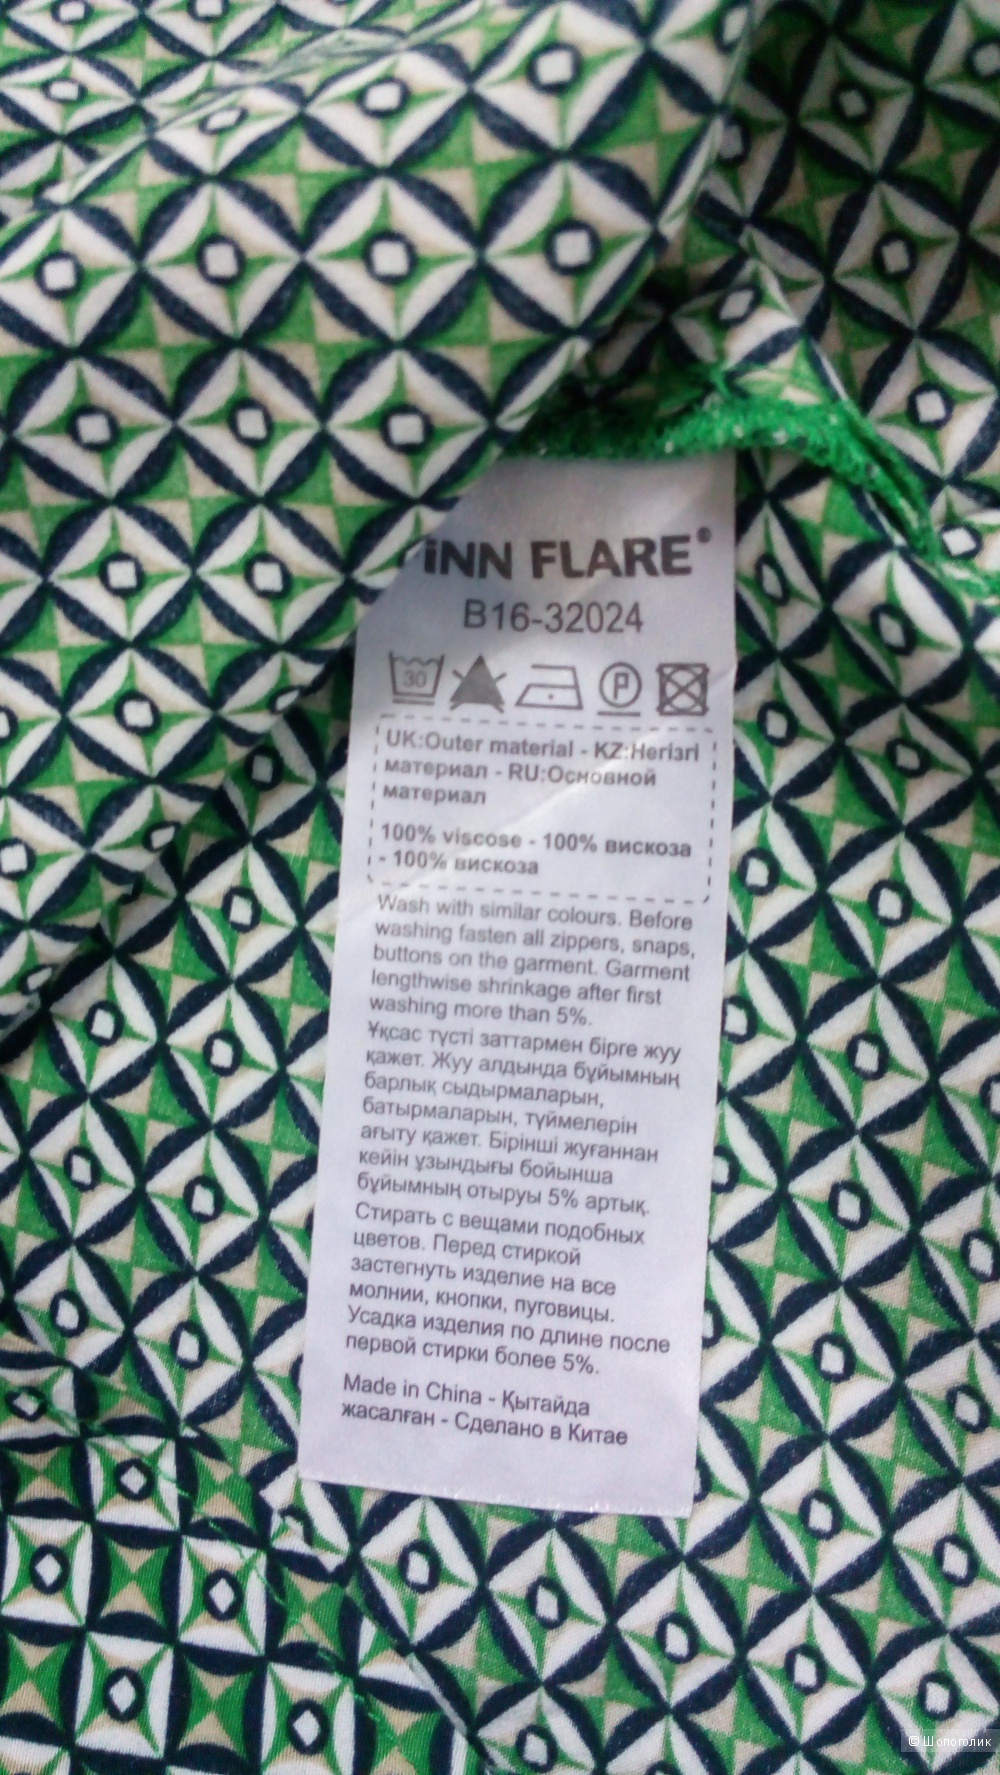 FiNN FLARE®
B16-32024
30 P
UK:Outer material - KZ:Негізгі
материал - RU:Основной
материал
100% viscose - 100% вискоза
- 100% вискоза
Wash with similar colours. Before
washing fasten all zippers, snaps,
buttons on the garment. Garment
lengthwise shrinkage after first
washing more than 5%.
Ұқсас түсті заттармен бірге жуу
қажет. Жуу алдында бұйымның
барлық сыдырмаларын,
батырмаларын, түймелерін
ағыту қажет. Бірінші жуғаннан
кейін ұзындығы бойынша
бұйымның отыруы 5% артық.
Стирать с вещами подобных
цветов. Перед стиркой
застегнуть изделие на все
молнии, кнопки, пуговицы.
Усадка изделия по длине после
первой стирки более 5%.
Made in China - Қытайда
жасалған - Сделано в Китае
© Шопоголик